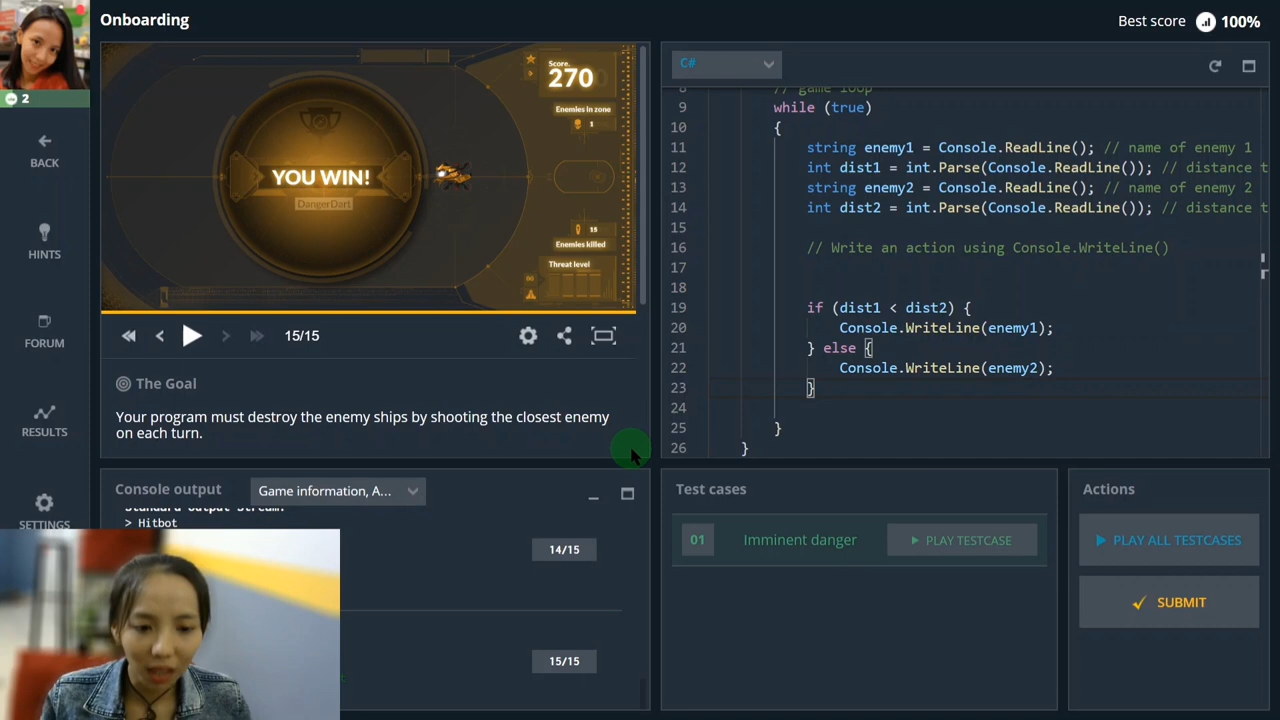 Onboarding
Best score 100%
2
BACK
HINTS
FORUM
RESULTS
SETTINGS
Score.
270
Enemies in zone
1
YOU WIN!
DangerDart
15
Enemies killed
Threat level
15/15
The Goal
Your program must destroy the enemy ships by shooting the closest enemy
on each turn.
C#
8 // game loop
9 while (true)
10 {
11 string enemy1 = Console.ReadLine(); // name of enemy 1
12 int dist1 = int.Parse(Console.ReadLine()); // distance t
13 string enemy2 = Console.ReadLine(); // name of enemy 2
14 int dist2 = int.Parse(Console.ReadLine()); // distance t
15
16 // Write an action using Console.WriteLine()
17
18
19 if (dist1 < dist2) {
20 Console.WriteLine(enemy1);
21 } else {
22 Console.WriteLine(enemy2);
23 }
24
25 }
26 }
Console output
Game information, A...
Standard Output Stream:
> Hitbot
14/15
15/15
Test cases
01 Imminent danger
PLAY TESTCASE
Actions
PLAY ALL TESTCASES
SUBMIT